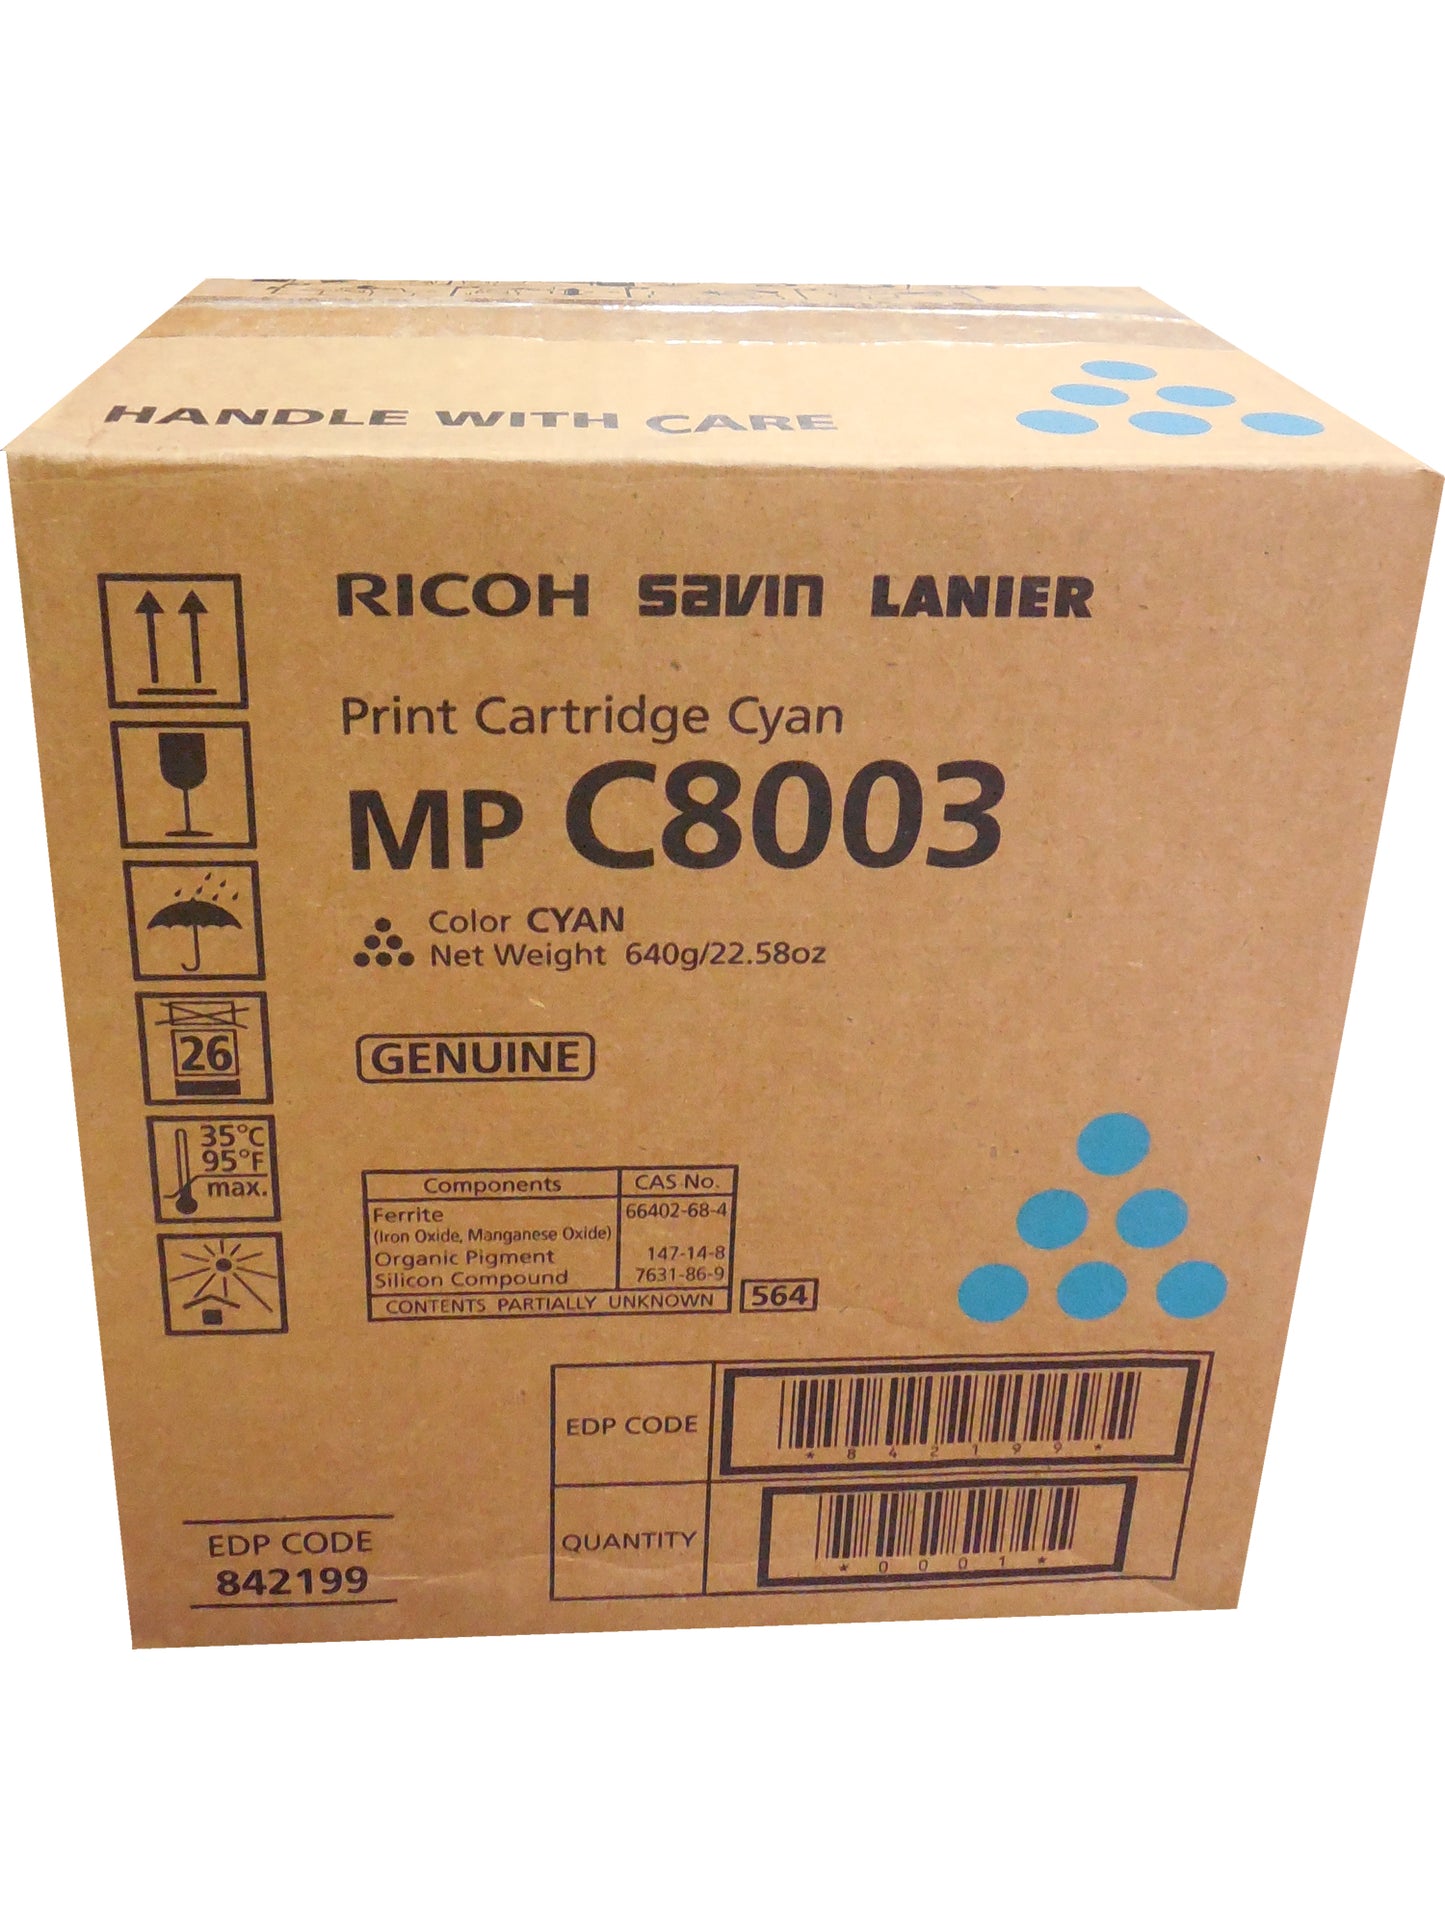 HANDLE WITH CARE
RICOH savin LANIER
Print Cartridge Cyan
MP C8003
Color CYAN
Net Weight 640g/22.58oz
26
GENUINE
35°C
95°F
max.
Components CAS No.
Ferrite 66402-68-4
(Iron Oxide, Manganese Oxide)
Organic Pigment 147-14-8
Silicon Compound 7631-86-9
CONTENTS PARTIALLY UNKNOWN 564
EDP CODE
*842199*
QUANTITY
*0001*
EDP CODE
842199